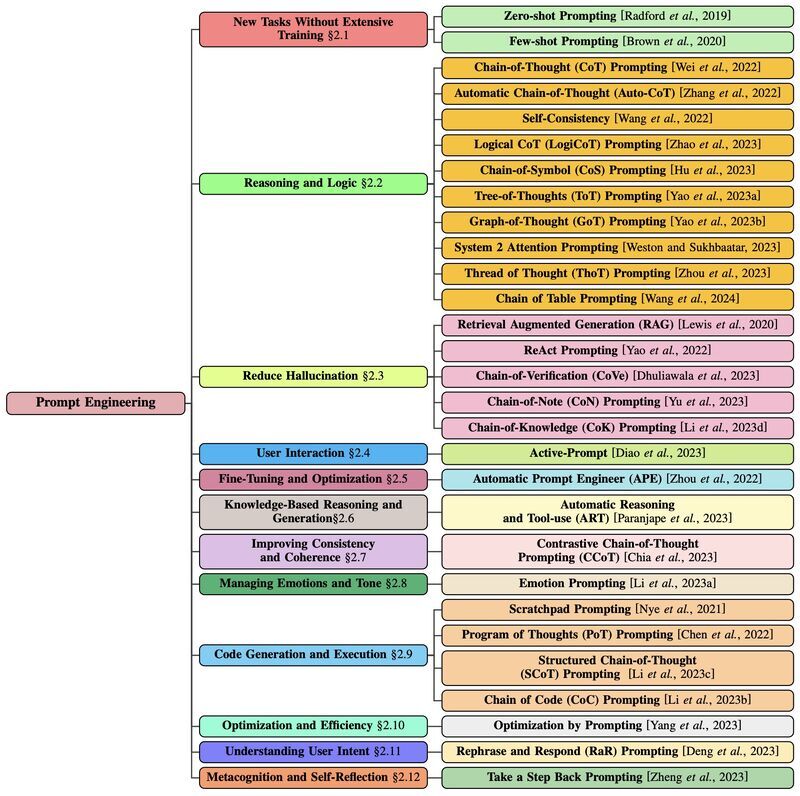 New Tasks Without Extensive
Training §2.1
Zero-shot Prompting [Radford et al., 2019]
Few-shot Prompting [Brown et al., 2020]
Reasoning and Logic §2.2
Chain-of-Thought (CoT) Prompting [Wei et al., 2022]
Automatic Chain-of-Thought (Auto-CoT) [Zhang et al., 2022]
Self-Consistency [Wang et al., 2022]
Logical CoT (LogiCoT) Prompting [Zhao et al., 2023]
Chain-of-Symbol (CoS) Prompting [Hu et al., 2023]
Tree-of-Thoughts (ToT) Prompting [Yao et al., 2023a]
Graph-of-Thought (GoT) Prompting [Yao et al., 2023b]
System 2 Attention Prompting [Weston and Sukhbaatar, 2023]
Thread of Thought (ThoT) Prompting [Zhou et al., 2023]
Chain of Table Prompting [Wang et al., 2024]
Prompt Engineering
Reduce Hallucination §2.3
Retrieval Augmented Generation (RAG) [Lewis et al., 2020]
ReAct Prompting [Yao et al., 2022]
Chain-of-Verification (CoVe) [Dhuliawala et al., 2023]
Chain-of-Note (CoN) Prompting [Yu et al., 2023]
Chain-of-Knowledge (CoK) Prompting [Li et al., 2023d]
User Interaction §2.4
Active-Prompt [Diao et al., 2023]
Fine-Tuning and Optimization §2.5
Automatic Prompt Engineer (APE) [Zhou et al., 2022]
Knowledge-Based Reasoning and
Generation§2.6
Automatic Reasoning
and Tool-use (ART) [Paranjape et al., 2023]
Improving Consistency
and Coherence §2.7
Contrastive Chain-of-Thought
Prompting (CCoT) [Chia et al., 2023]
Managing Emotions and Tone §2.8
Emotion Prompting [Li et al., 2023a]
Code Generation and Execution §2.9
Scratchpad Prompting [Nye et al., 2021]
Program of Thoughts (PoT) Prompting [Chen et al., 2022]
Structured Chain-of-Thought
(SCoT) Prompting [Li et al., 2023c]
Chain of Code (CoC) Prompting [Li et al., 2023b]
Optimization and Efficiency §2.10
Optimization by Prompting [Yang et al., 2023]
Understanding User Intent §2.11
Rephrase and Respond (RaR) Prompting [Deng et al., 2023]
Metacognition and Self-Reflection §2.12
Take a Step Back Prompting [Zheng et al., 2023]